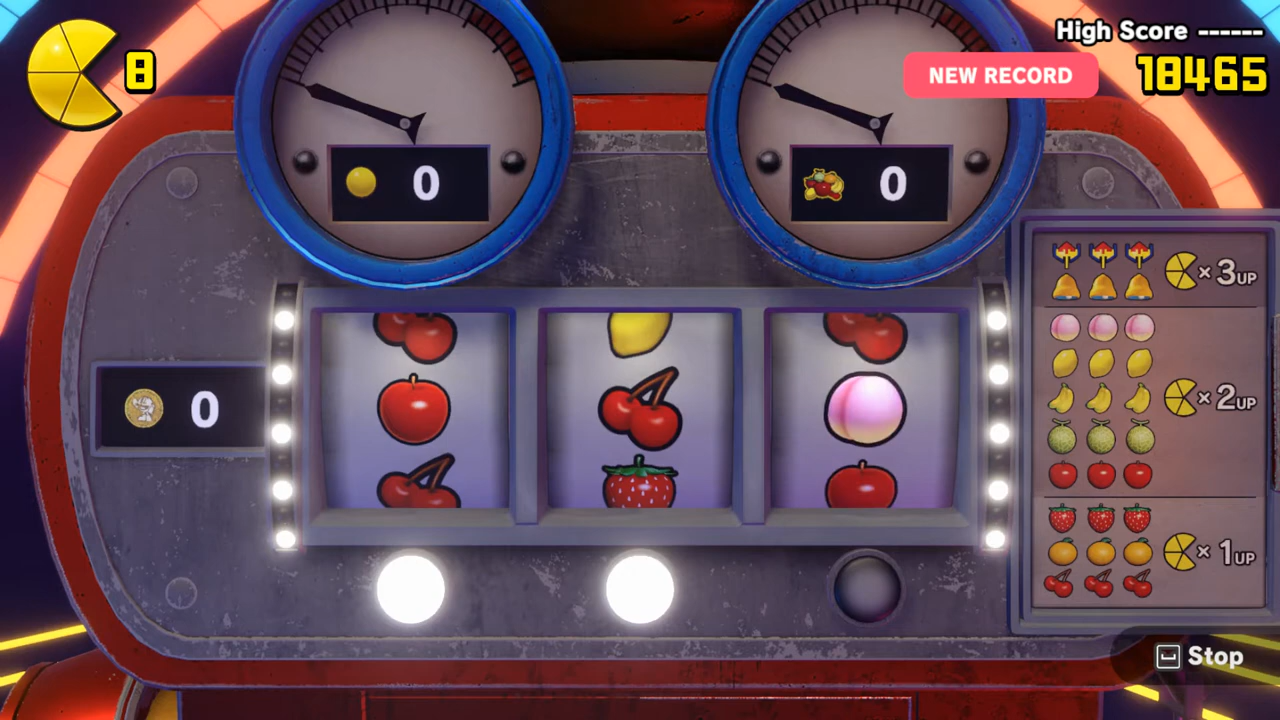 High Score ------
8
NEW RECORD
18465
0
0
0
× 3UP
× 2UP
× 1UP
Stop